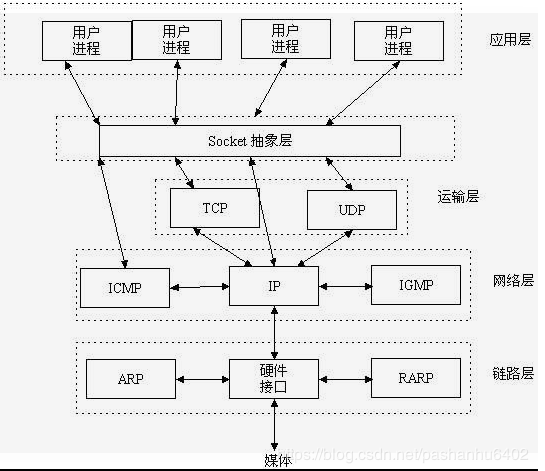 用户
进程
用户
进程
用户
进程
用户
进程
应用层
Socket 抽象层
运输层
TCP
UDP
ICMP
IP
IGMP
网络层
ARP
硬件
接口
RARP
链路层
媒体
https://blog.csdn.net/pashanhu6402